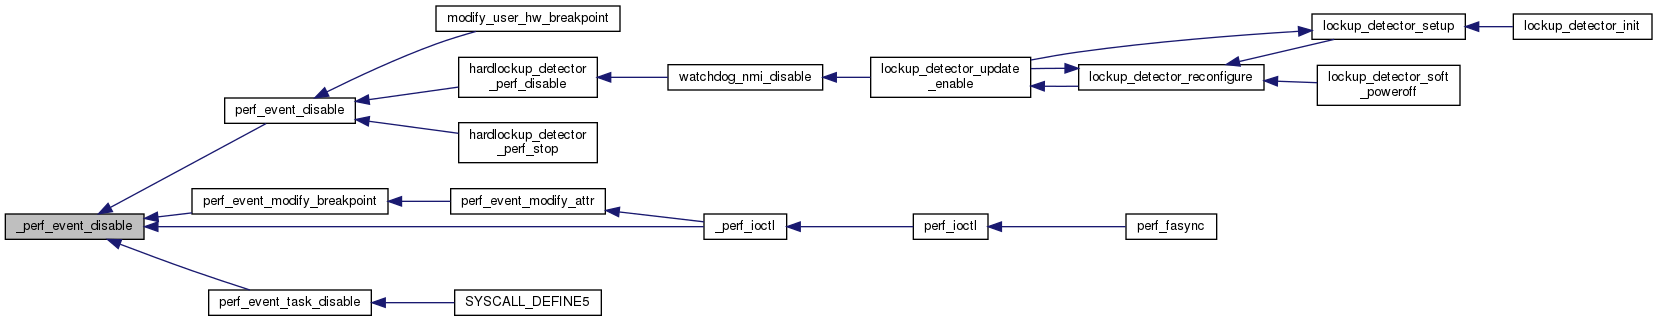 modify_user_hw_breakpoint
lockup_detector_setup
lockup_detector_init
hardlockup_detector
_perf_disable
watchdog_nmi_disable
lockup_detector_update
_enable
lockup_detector_reconfigure
lockup_detector_soft
_poweroff
perf_event_disable
hardlockup_detector
_perf_stop
perf_event_modify_breakpoint
perf_event_modify_attr
_perf_event_disable
_perf_ioctl
perf_ioctl
perf_fasync
perf_event_task_disable
SYSCALL_DEFINE5